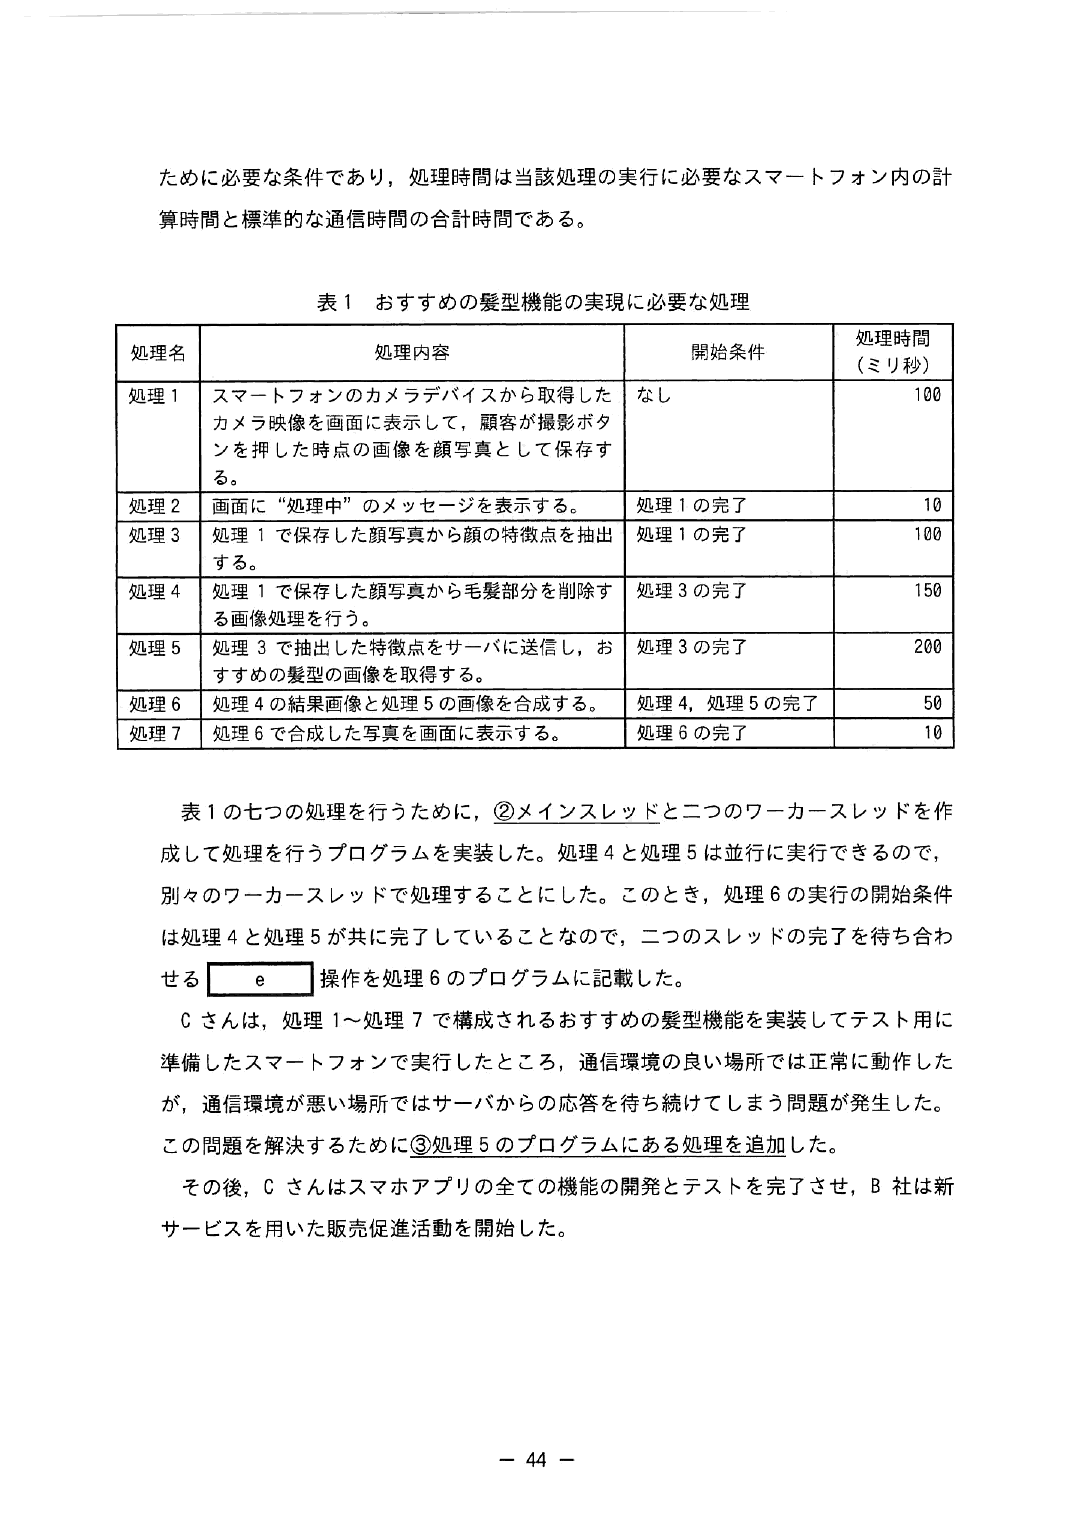 ために必要な条件であり，処理時間は当該処理の実行に必要なスマートフォン内の計
算時間と標準的な通信時間の合計時間である。
表1　おすすめの髪型機能の実現に必要な処理
処理名 処理内容 開始条件 処理時間（ミリ秒）
処理1 スマートフォンのカメラデバイスから取得した なし 100
カメラ映像を画面に表示して，顧客が撮影ボタ
ンを押した時点の画像を顔写真として保存す
る。
処理2 画面に“処理中”のメッセージを表示する。 処理1の完了 10
処理3 処理1で保存した顔写真から顔の特徴点を抽出 処理1の完了 100
する。
処理4 処理1で保存した顔写真から毛髪部分を削除す 処理3の完了 150
る画像処理を行う。
処理5 処理3で抽出した特徴点をサーバに送信し，お 処理3の完了 200
すすめの髪型の画像を取得する。
処理6 処理4の結果画像と処理5の画像を合成する。 処理4，処理5の完了 50
処理7 処理6で合成した写真を画面に表示する。 処理6の完了 10
表1の七つの処理を行うために，②メインスレッドと二つのワーカースレッドを作
成して処理を行うプログラムを実装した。処理4と処理5は並行に実行できるので，
別々のワーカースレッドで処理することにした。このとき，処理6の実行の開始条件
は処理4と処理5が共に完了していることなので，二つのスレッドの完了を待ち合わ
せる e 操作を処理6のプログラムに記載した。
Cさんは，処理1～処理7で構成されるおすすめの髪型機能を実装してテスト用に
準備したスマートフォンで実行したところ，通信環境の良い場所では正常に動作した
が，通信環境が悪い場所ではサーバからの応答を待ち続けてしまう問題が発生した。
この問題を解決するために③処理5のプログラムにある処理を追加した。
その後，Cさんはスマホアプリの全ての機能の開発とテストを完了させ，B社は新
サービスを用いた販売促進活動を開始した。
－ 44 －